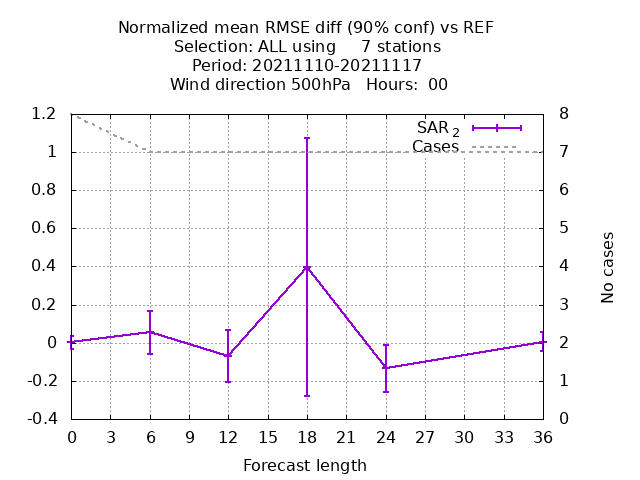 Normalized mean RMSE diff (90% conf) vs REF
Selection: ALL using     7 stations
Period: 20211110-20211117
Wind direction 500hPa   Hours:  00
1.2
1
0.8
0.6
0.4
0.2
0
-0.2
-0.4
8
7
6
5
4
3
2
1
0
SAR 2
Cases
No cases
0 3 6 9 12 15 18 21 24 27 30 33 36
Forecast length